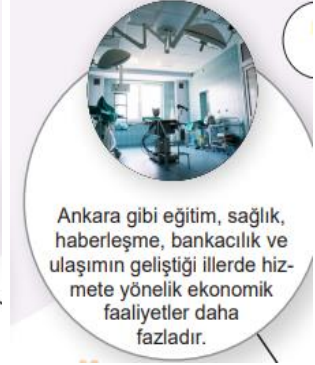 Ankara gibi eğitim, sağlık,
haberleşme, bankacılık ve
ulaşımın geliştiği illerde hiz-
mete yönelik ekonomik
faaliyetler daha
fazladır.